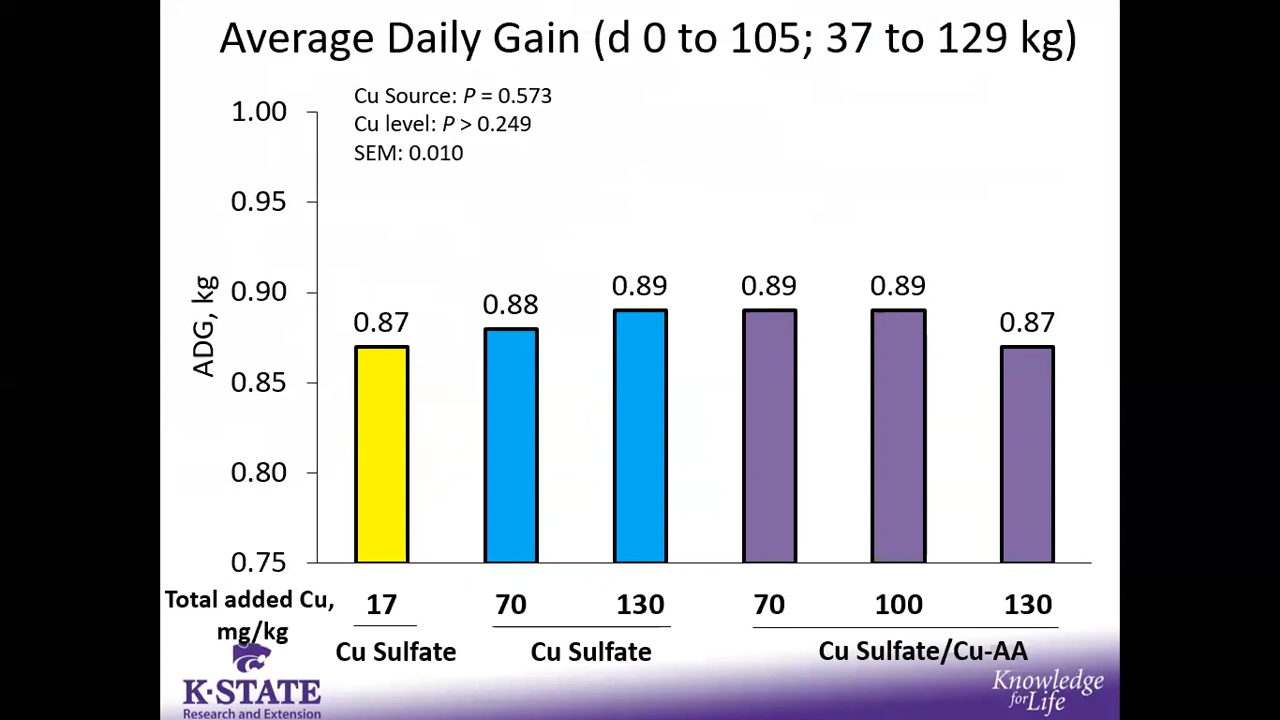 Average Daily Gain (d 0 to 105; 37 to 129 kg)
Cu Source: P = 0.573
Cu level: P > 0.249
SEM: 0.010
1.00
0.95
0.90
0.85
0.80
0.75
ADG, kg
0.87
0.88
0.89
0.89
0.89
0.87
Total added Cu,
mg/kg
17 70 130 70 100 130
Cu Sulfate Cu Sulfate Cu Sulfate/Cu-AA
K-STATE
Research and Extension
Knowledge
for Life